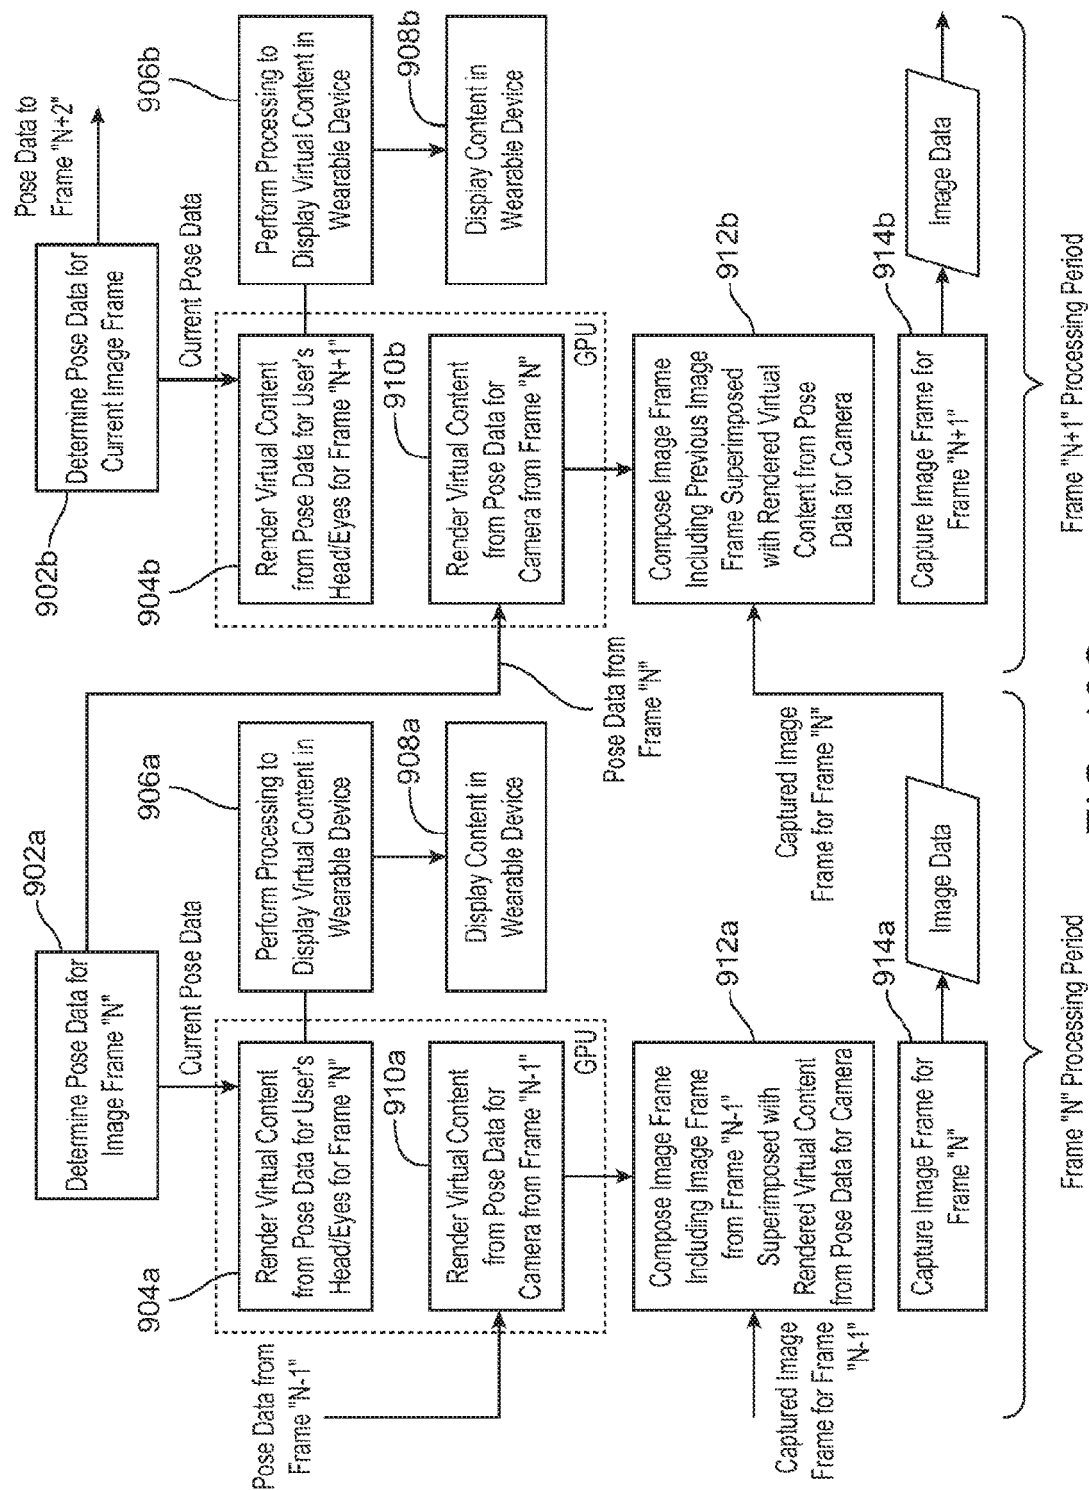 902a
Determine Pose Data for
Image Frame "N"
Current Pose Data
904a
Render Virtual Content
from Pose Data for User's
Head/Eyes for Frame "N"
906a
Perform Processing to
Display Virtual Content in
Wearable Device
908a
Display Content in
Wearable Device
Pose Data from
Frame "N-1"
910a
Render Virtual Content
from Pose Data for
Camera from Frame "N-1"
GPU
912a
Compose Image Frame
Including Image Frame
from Frame "N-1"
Superimposed with
Rendered Virtual Content
from Pose Data for Camera
Captured Image
Frame for Frame
"N-1"
914a
Capture Image Frame for
Frame "N"
Image Data
Frame "N" Processing Period
902b
Determine Pose Data for
Current Image Frame
Pose Data to
Frame "N+2"
Current Pose Data
904b
Render Virtual Content
from Pose Data for User's
Head/Eyes for Frame "N+1"
906b
Perform Processing to
Display Virtual Content in
Wearable Device
908b
Display Content in
Wearable Device
Pose Data from
Frame "N"
910b
Render Virtual Content
from Pose Data for
Camera from Frame "N"
GPU
912b
Compose Image Frame
Including Previous Image
Frame Superimposed
with Rendered Virtual
Content from Pose
Data for Camera
Captured Image
Frame for Frame "N"
914b
Capture Image Frame for
Frame "N+1"
Image Data
Frame "N+1" Processing Period